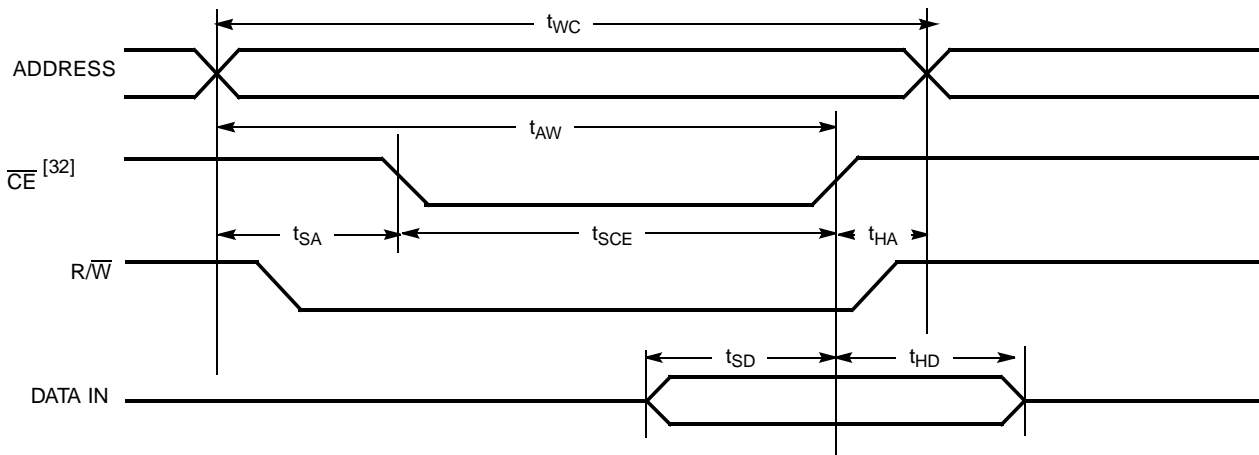 tWC
ADDRESS
tAW
CE [32]
tSA
tSCE
tHA
R/W
tSD
tHD
DATA IN